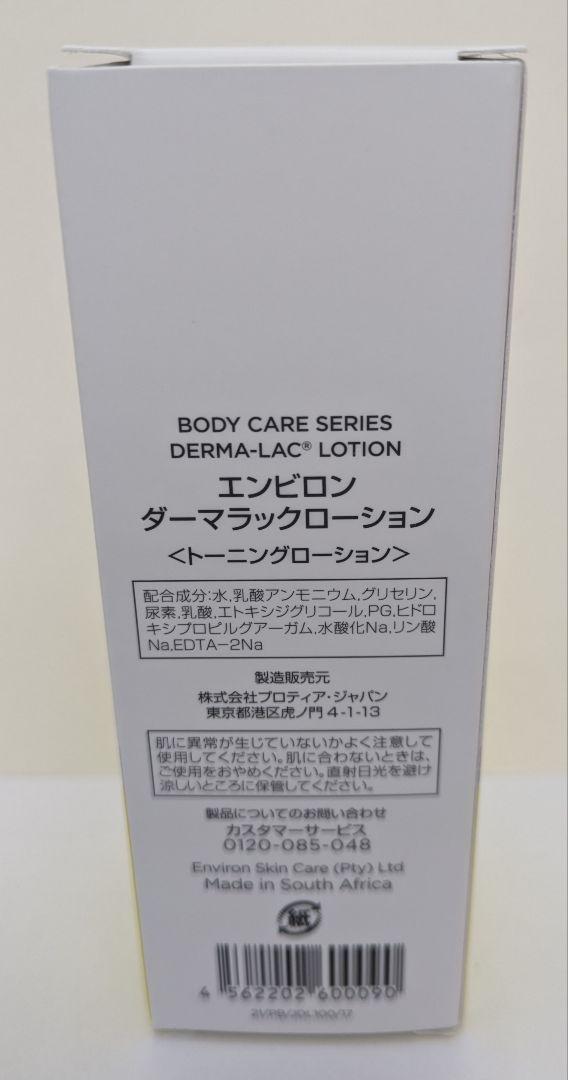 BODY CARE SERIES
DERMA-LAC® LOTION
エンビロン
ダーマラックローション
<トーニングローション>
配合成分:水,乳酸アンモニウム,グリセリン,
尿素,乳酸,エトキシジグリコール,PG,ヒドロ
キシプロピルグアーガム,水酸化Na,リン酸
Na,EDTA-2Na
製造販売元
株式会社プロティア・ジャパン
東京都港区虎ノ門 4-1-13
肌に異常が生じていないかよく注意して
使用してください。肌に合わないときは、
ご使用をおやめください。直射日光を避け
涼しいところに保管してください。
製品についてのお問い合わせ
カスタマーサービス
0120-085-048
Environ Skin Care (Pty) Ltd
Made in South Africa
紙
4 562202 600090